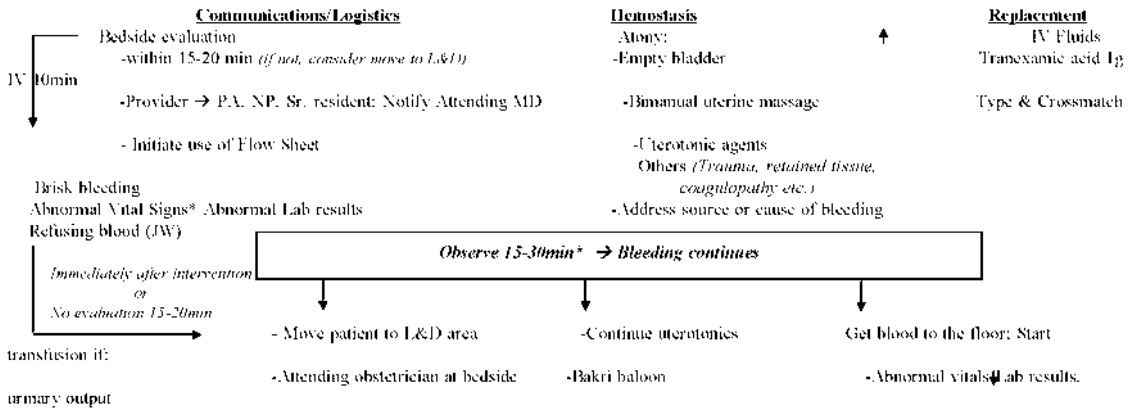 Communications/Logistics Hemostasis Replacement
Bedside evaluation Atony: IV Fluids
-within 15-20 min (if not, consider move to L&D) -Empty bladder Tranexamic acid 1g
IV 10min
-Provider → PA, NP, Sr. resident: Notify Attending MD -Bimanual uterine massage Type & Crossmatch
- Initiate use of Flow Sheet -Uterotonic agents
Others (Trauma, retained tissue,
coagulopathy etc.)
Brisk bleeding
Abnormal Vital Signs* Abnormal Lab results -Address source or cause of bleeding
Refusing blood (JW)
Observe 15-30min* → Bleeding continues
Immediately after intervention
or
No evaluation 15-20min
- Move patient to L&D area -Continue uterotonics Get blood to the floor; Start
transfusion if:
-Attending obstetrician at bedside -Bakri baloon -Abnormal vitals Lab results.
urinary output